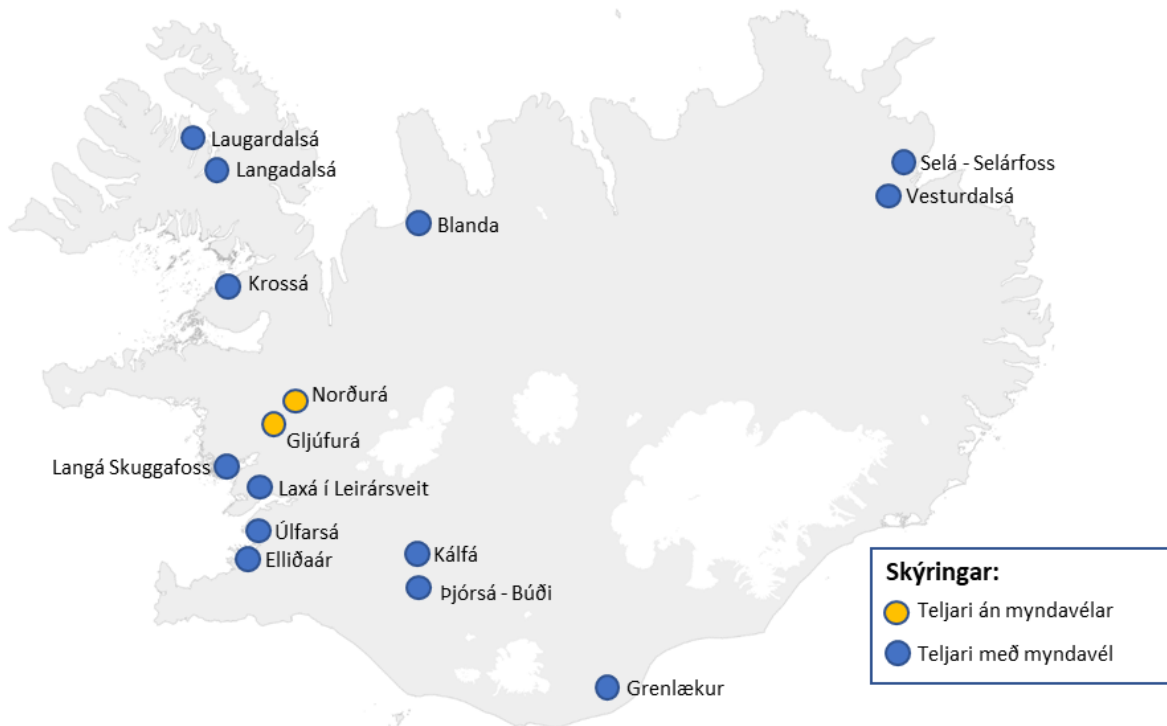 Laugardalsá
Langadalsá
Selá - Selárfoss
Vesturdalsá
Blanda
Krossá
Norðurá
Gljúfurá
Langá Skuggafoss
Laxá í Leirársveit
Úlfarsá
Elliðaár
Kálfá
Þjórsá - Búði
Grenlækur
Skýringar:
Teljari án myndavélar
Teljari með myndavél